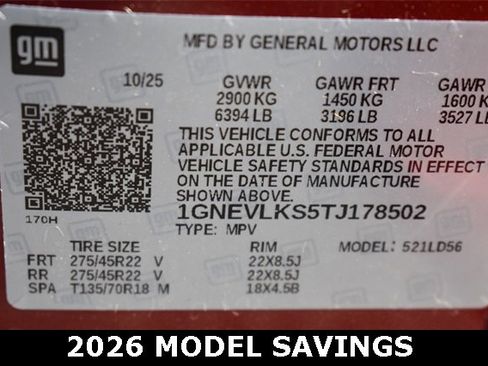 gm
MFD BY GENERAL MOTORS LLC
10/25 GVWR GAWR FRT GAWR
2900 KG 1450 KG 1600
6394 LB 3196 LB 3527 LB
THIS VEHICLE CONFORMS TO ALL
APPLICABLE U.S. FEDERAL MOTOR
VEHICLE SAFETY STANDARDS IN EFFECT
ON THE DATE OF MANUFACTURE
SHOWN ABOVE.
170H 1GNEVLKS5TJ178502
TYPE: MPV
TIRE SIZE RIM MODEL: 521LD56
FRT 275/45R22 V 22X8.5J
RR 275/45R22 V 22X8.5J
SPA T135/70R18 M 18X4.5B
2026 MODEL SAVINGS